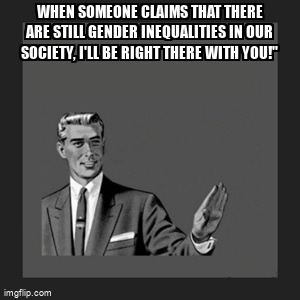 WHEN SOMEONE CLAIMS THAT THERE
ARE STILL GENDER INEQUALITIES IN OUR
SOCIETY, I'LL BE RIGHT THERE WITH YOU!"
imgflip.com